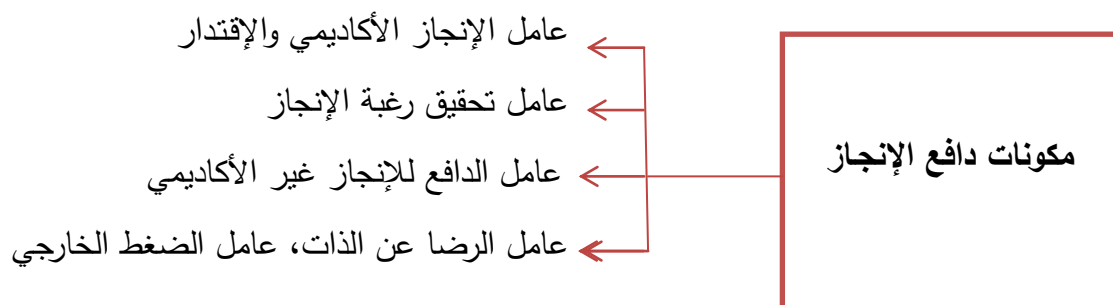 مكونات دافع الإنجاز
عامل الإنجاز الأكاديمي والإقتدار
عامل تحقيق رغبة الإنجاز
عامل الدافع للإنجاز غير الأكاديمي
عامل الرضا عن الذات، عامل الضغط الخارجي